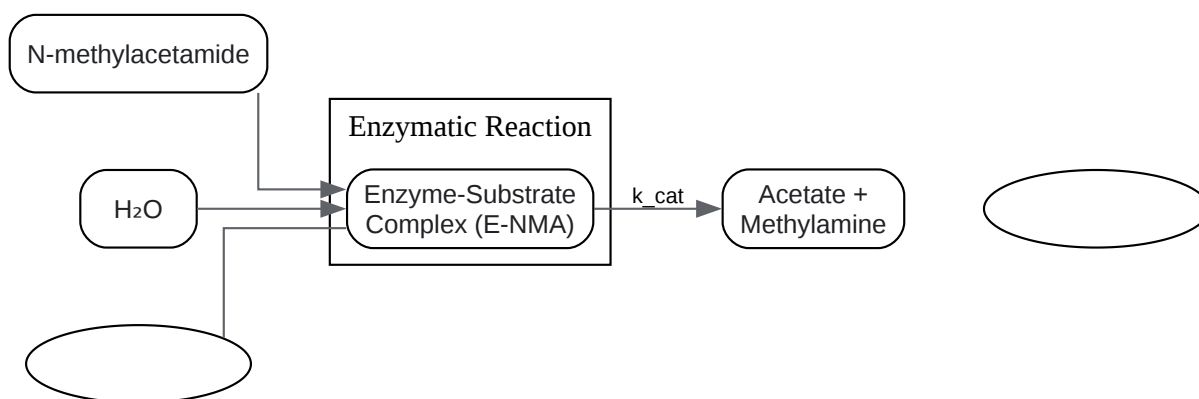 N-methylacetamide
Enzymatic Reaction
H₂O
Enzyme-Substrate
Complex (E-NMA)
k_cat
Acetate +
Methylamine